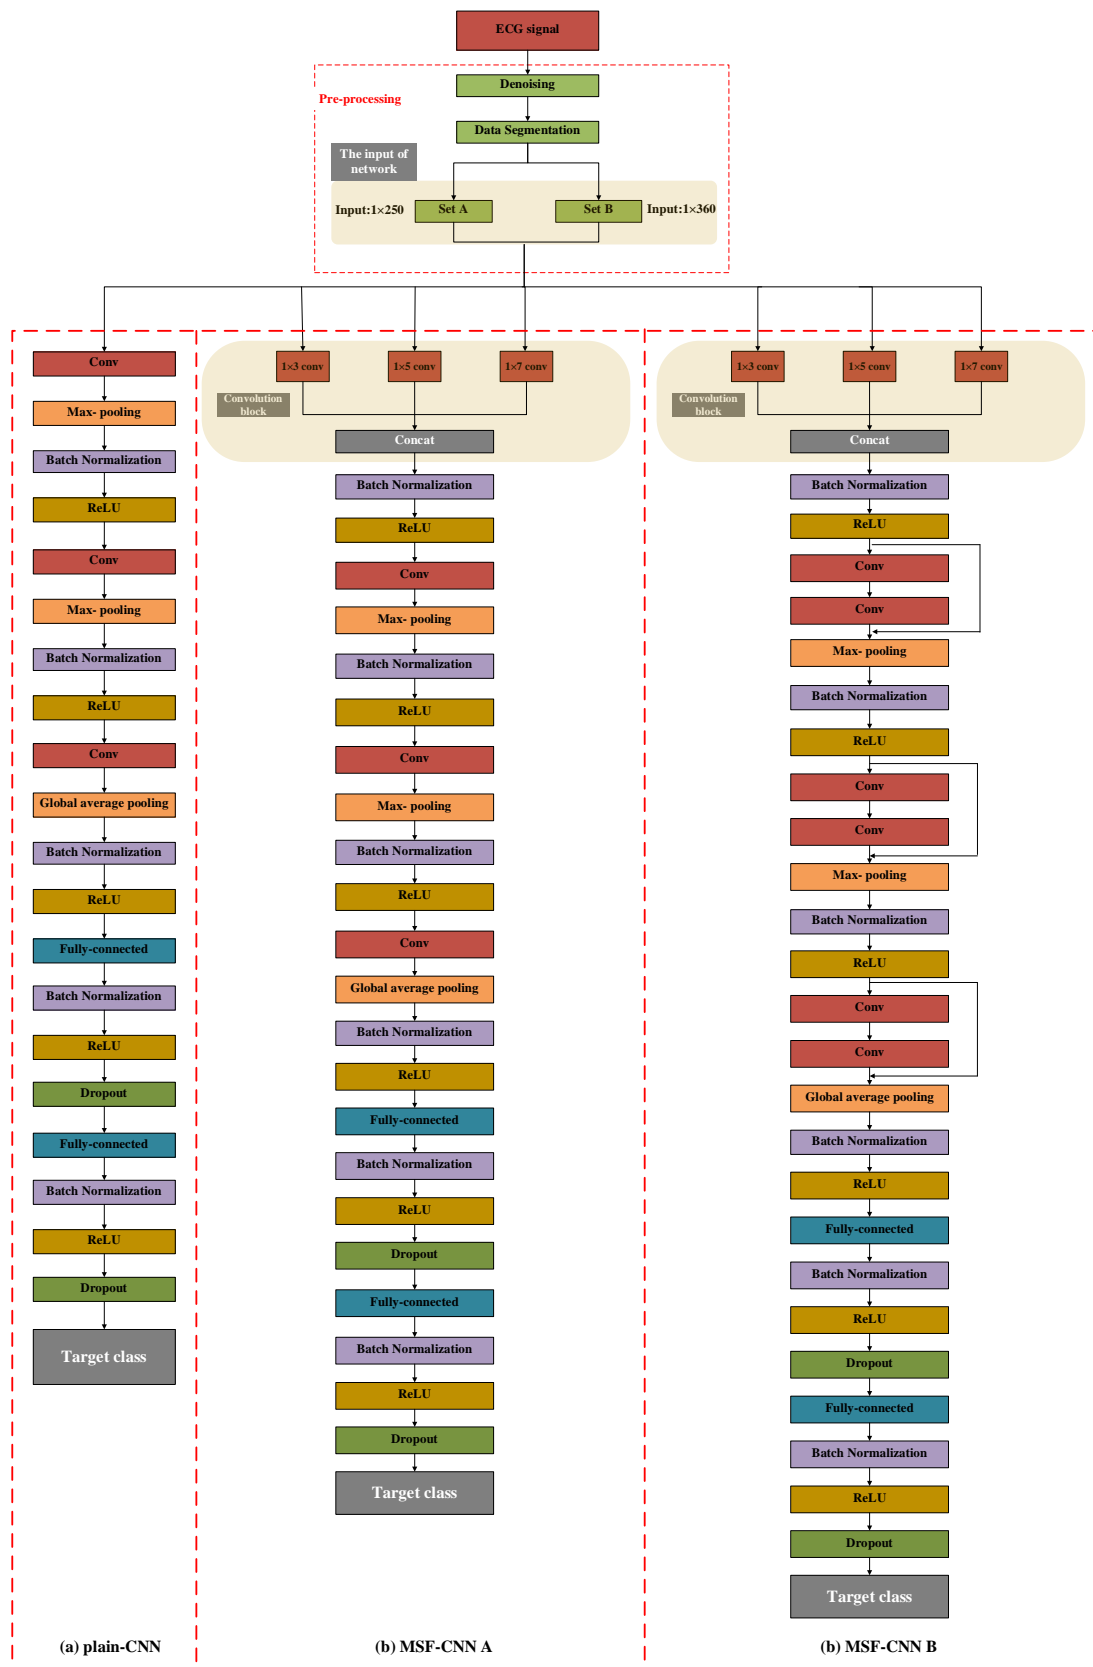 ECG signal
Denoising
Pre-processing
Data Segmentation
The input of
network
Input:1×250
Set A
Set B
Input:1×360
Conv
Max- pooling
Batch Normalization
ReLU
Conv
Max- pooling
Batch Normalization
ReLU
Conv
Global average pooling
Batch Normalization
ReLU
Fully-connected
Batch Normalization
ReLU
Dropout
Fully-connected
Batch Normalization
ReLU
Dropout
Target class
(a) plain-CNN
1×3 conv
1×5 conv
1×7 conv
Convolution
block
Concat
Batch Normalization
ReLU
Conv
Max- pooling
Batch Normalization
ReLU
Conv
Max- pooling
Batch Normalization
ReLU
Conv
Global average pooling
Batch Normalization
ReLU
Fully-connected
Batch Normalization
ReLU
Dropout
Fully-connected
Batch Normalization
ReLU
Dropout
Target class
(b) MSF-CNN A
1×3 conv
1×5 conv
1×7 conv
Convolution
block
Concat
Batch Normalization
ReLU
Conv
Conv
Max- pooling
Batch Normalization
ReLU
Conv
Conv
Max- pooling
Batch Normalization
ReLU
Conv
Conv
Global average pooling
Batch Normalization
ReLU
Fully-connected
Batch Normalization
ReLU
Dropout
Fully-connected
Batch Normalization
ReLU
Dropout
Target class
(b) MSF-CNN B